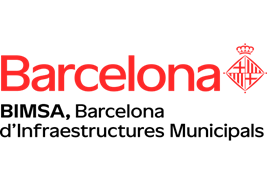 Barcelona
BIMSA, Barcelona
d'Infraestructures Municipals